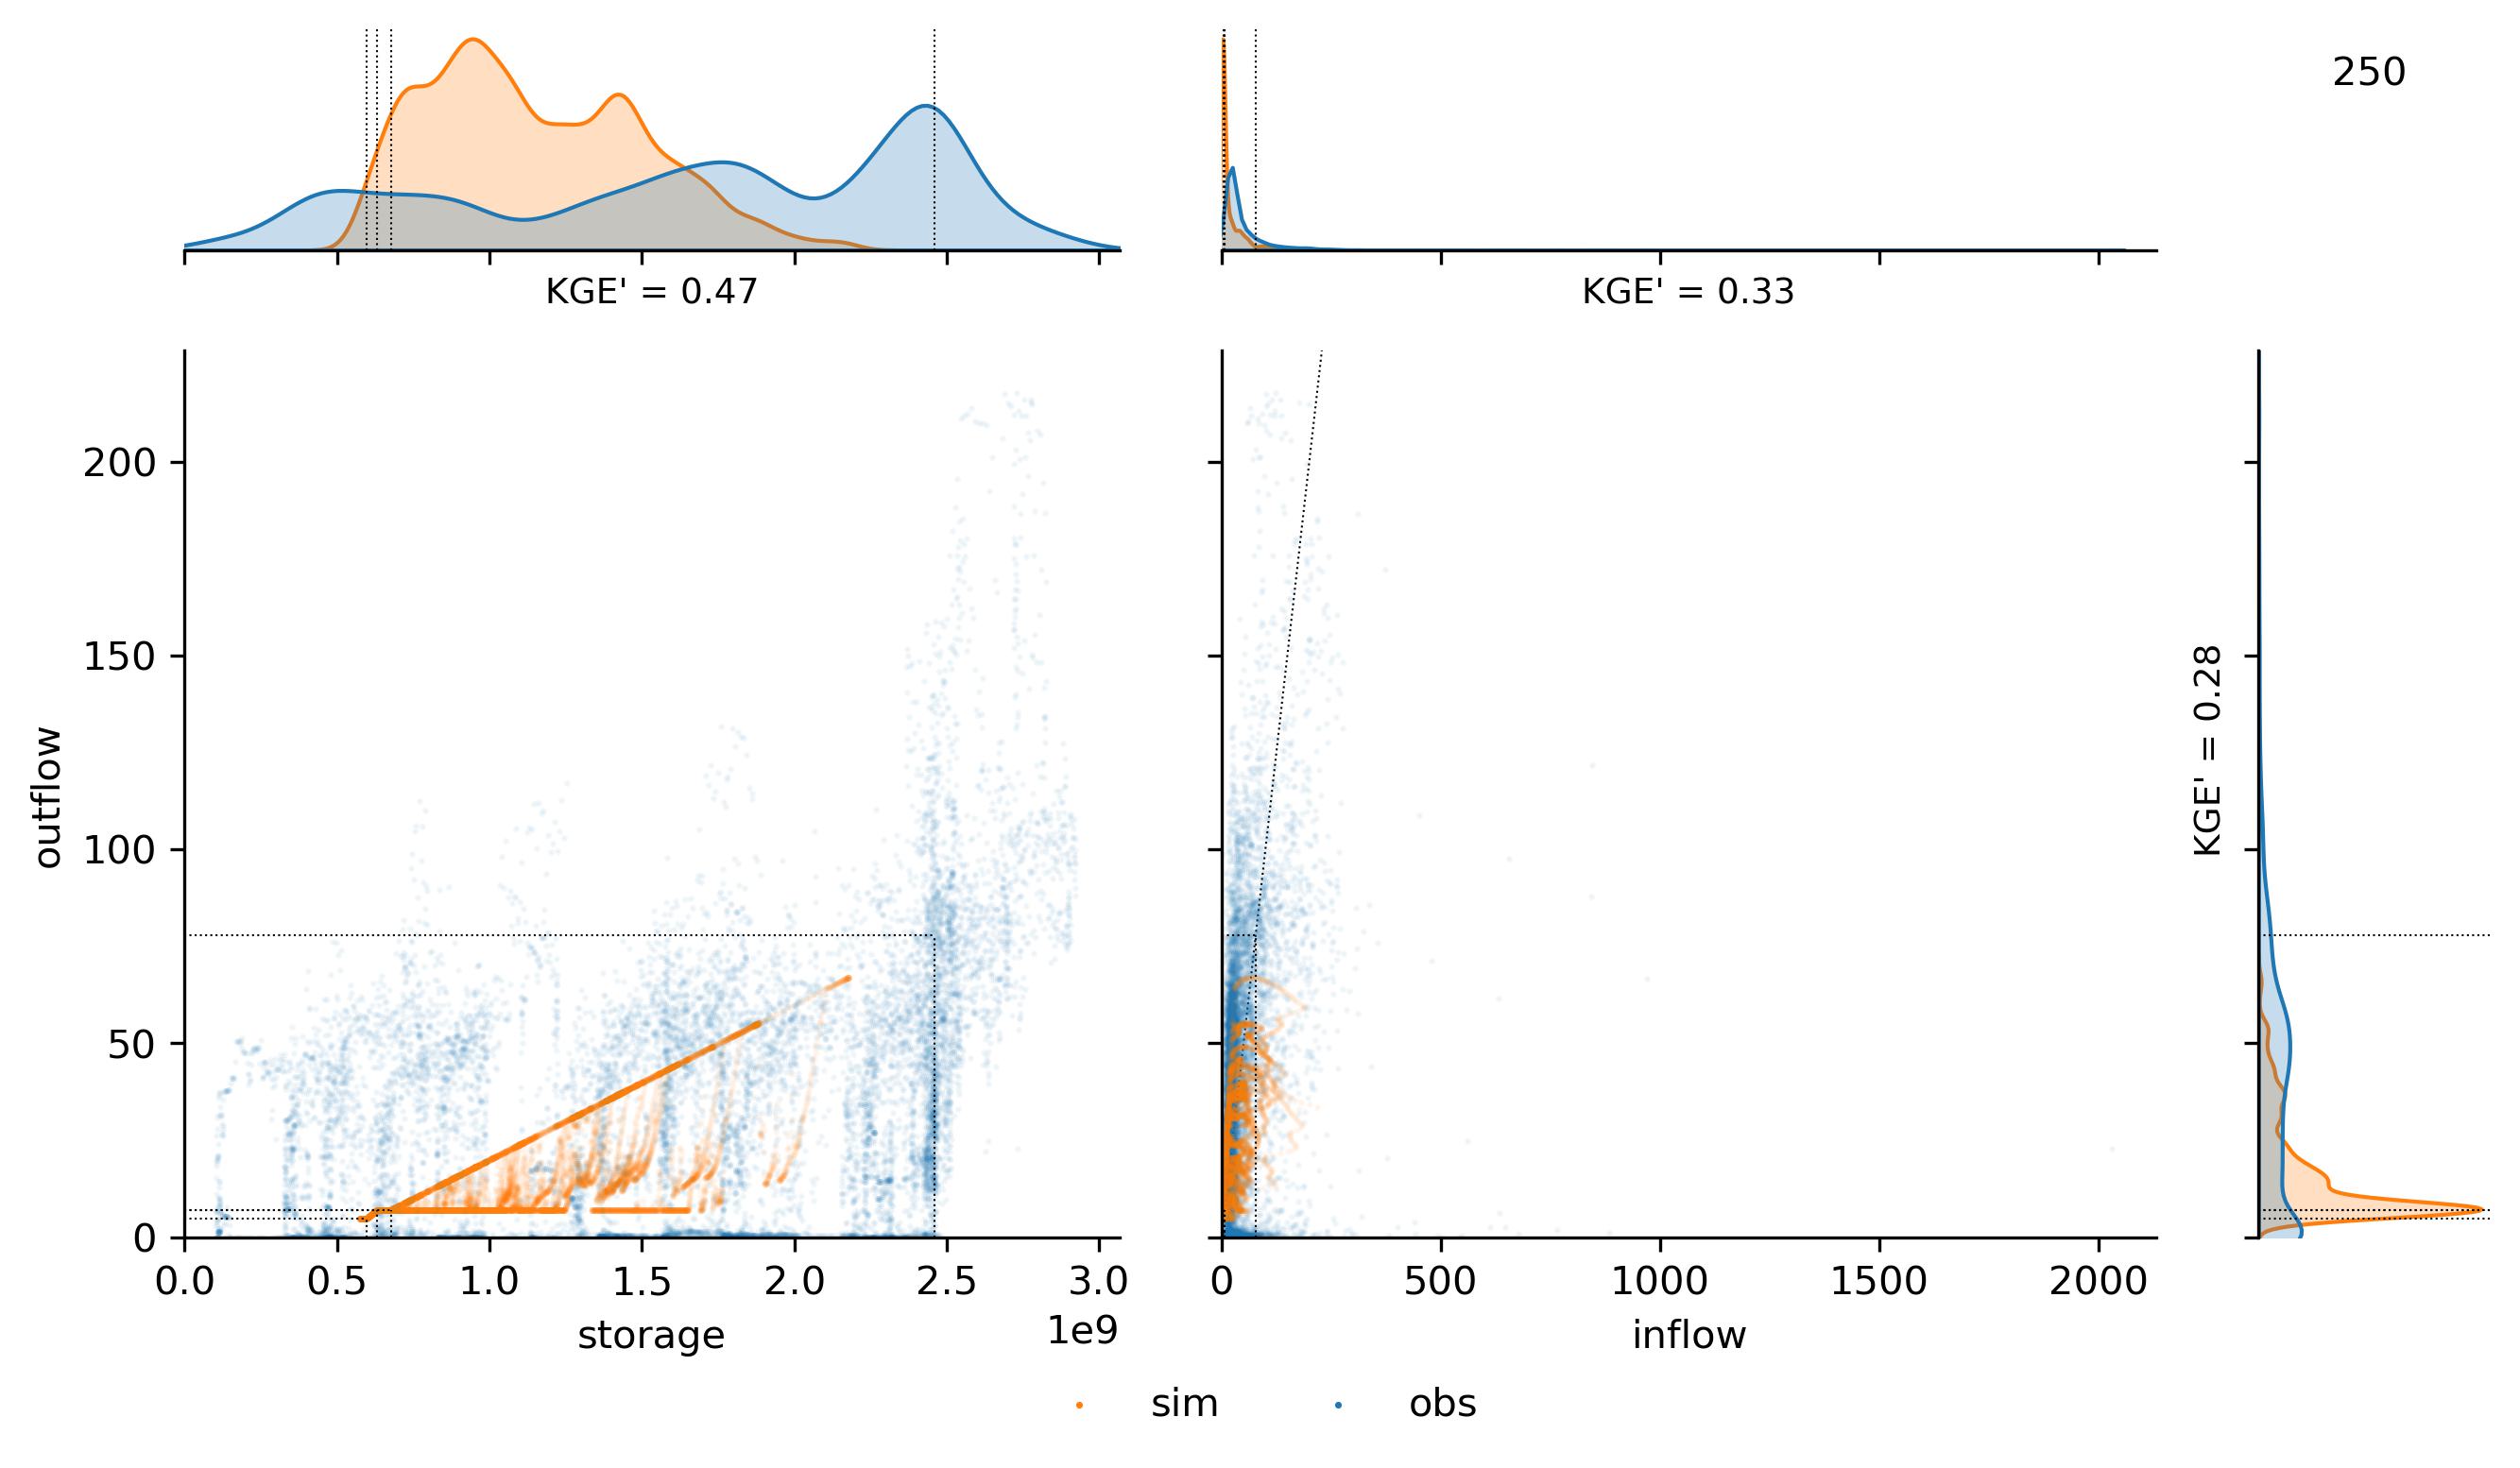 250
KGE' = 0.47
KGE' = 0.33
outflow
200
150
100
50
0
KGE' = 0.28
0.0 0.5 1.0 1.5 2.0 2.5 3.0
0 500 1000 1500 2000
storage
1e9
inflow
sim obs